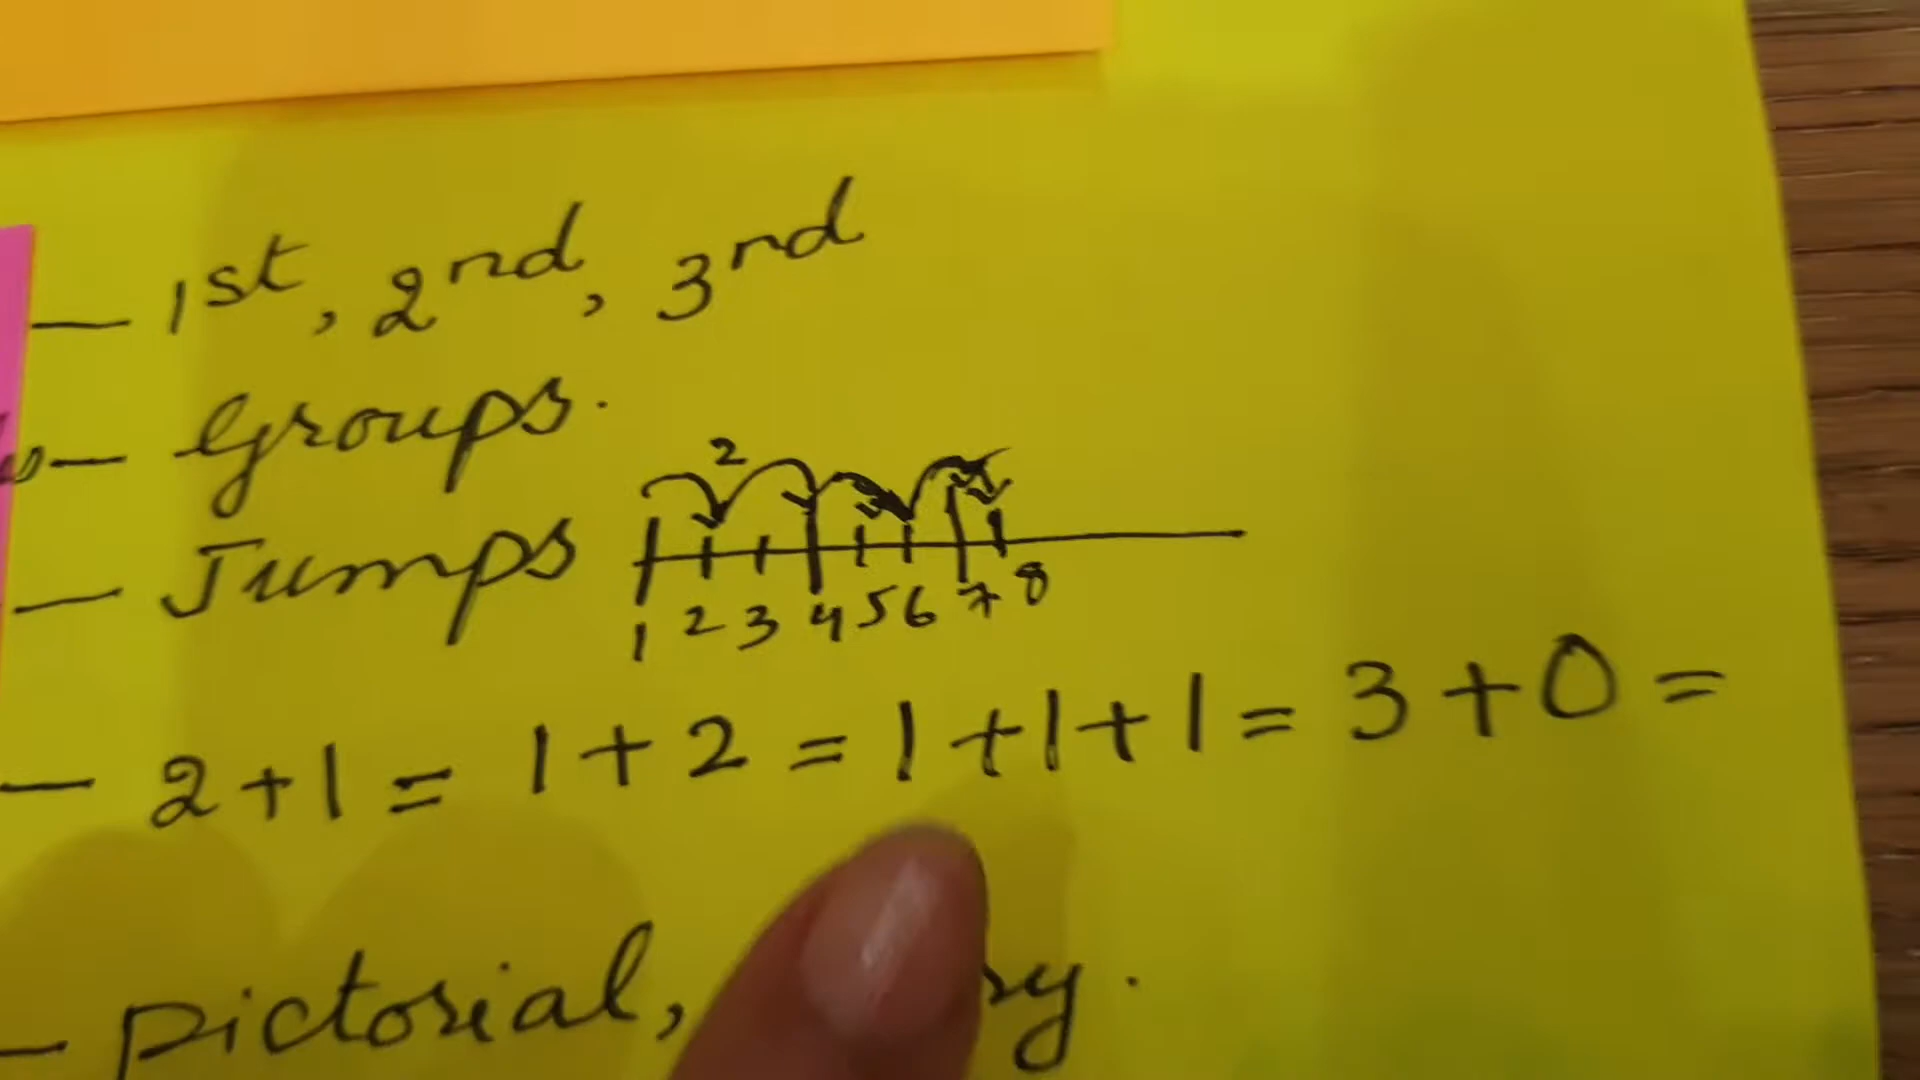 — 1st, 2nd, 3rd
— Groups.
2
— Jumps
1 2 3 4 5 6 7 8
— 2+1 = 1+2 = 1+1+1 = 3+0 =
— Pictorial,